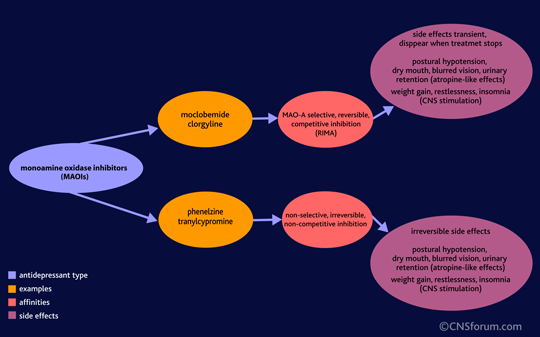 side effects transient,
disppear when treatmet stops
postural hypotension,
dry mouth, blurred vision, urinary
retention (atropine-like effects)
weight gain, restlessness, insomnia
(CNS stimulation)
moclobemide
clorgyline
MAO-A selective, reversible,
competitive inhibition
(RIMA)
monoamine oxidase inhibitors
(MAOIs)
phenelzine
tranylcypromine
non-selective, irreversible,
non-competitive inhibition
irreversible side effects
postural hypotension,
dry mouth, blurred vision, urinary
retention (atropine-like effects)
weight gain, restlessness, insomnia
(CNS stimulation)
antidepressant type
examples
affinities
side effects
©CNSforum.com